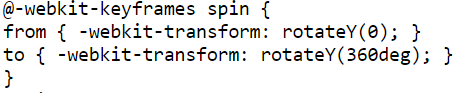 @-webkit-keyframes spin {
from { -webkit-transform: rotateY(0); }
to { -webkit-transform: rotateY(360deg); }
}